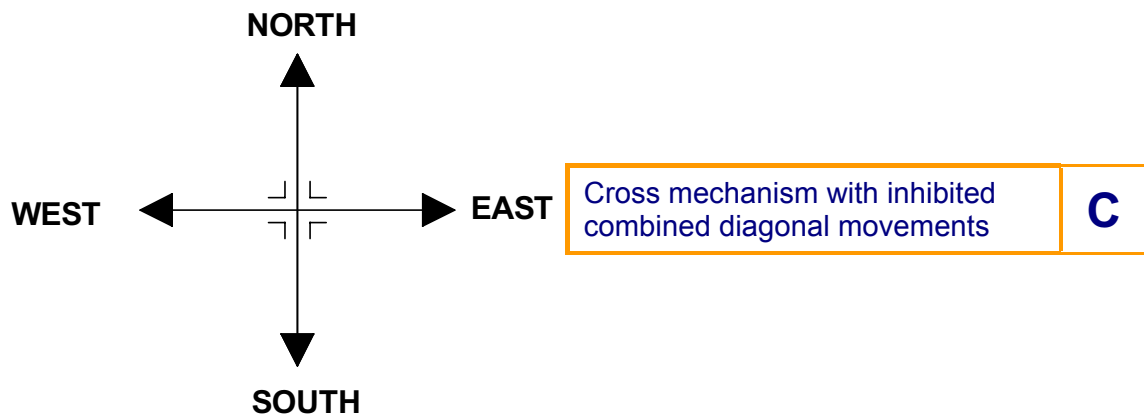 NORTH
WEST
EAST
Cross mechanism with inhibited
combined diagonal movements
C
SOUTH